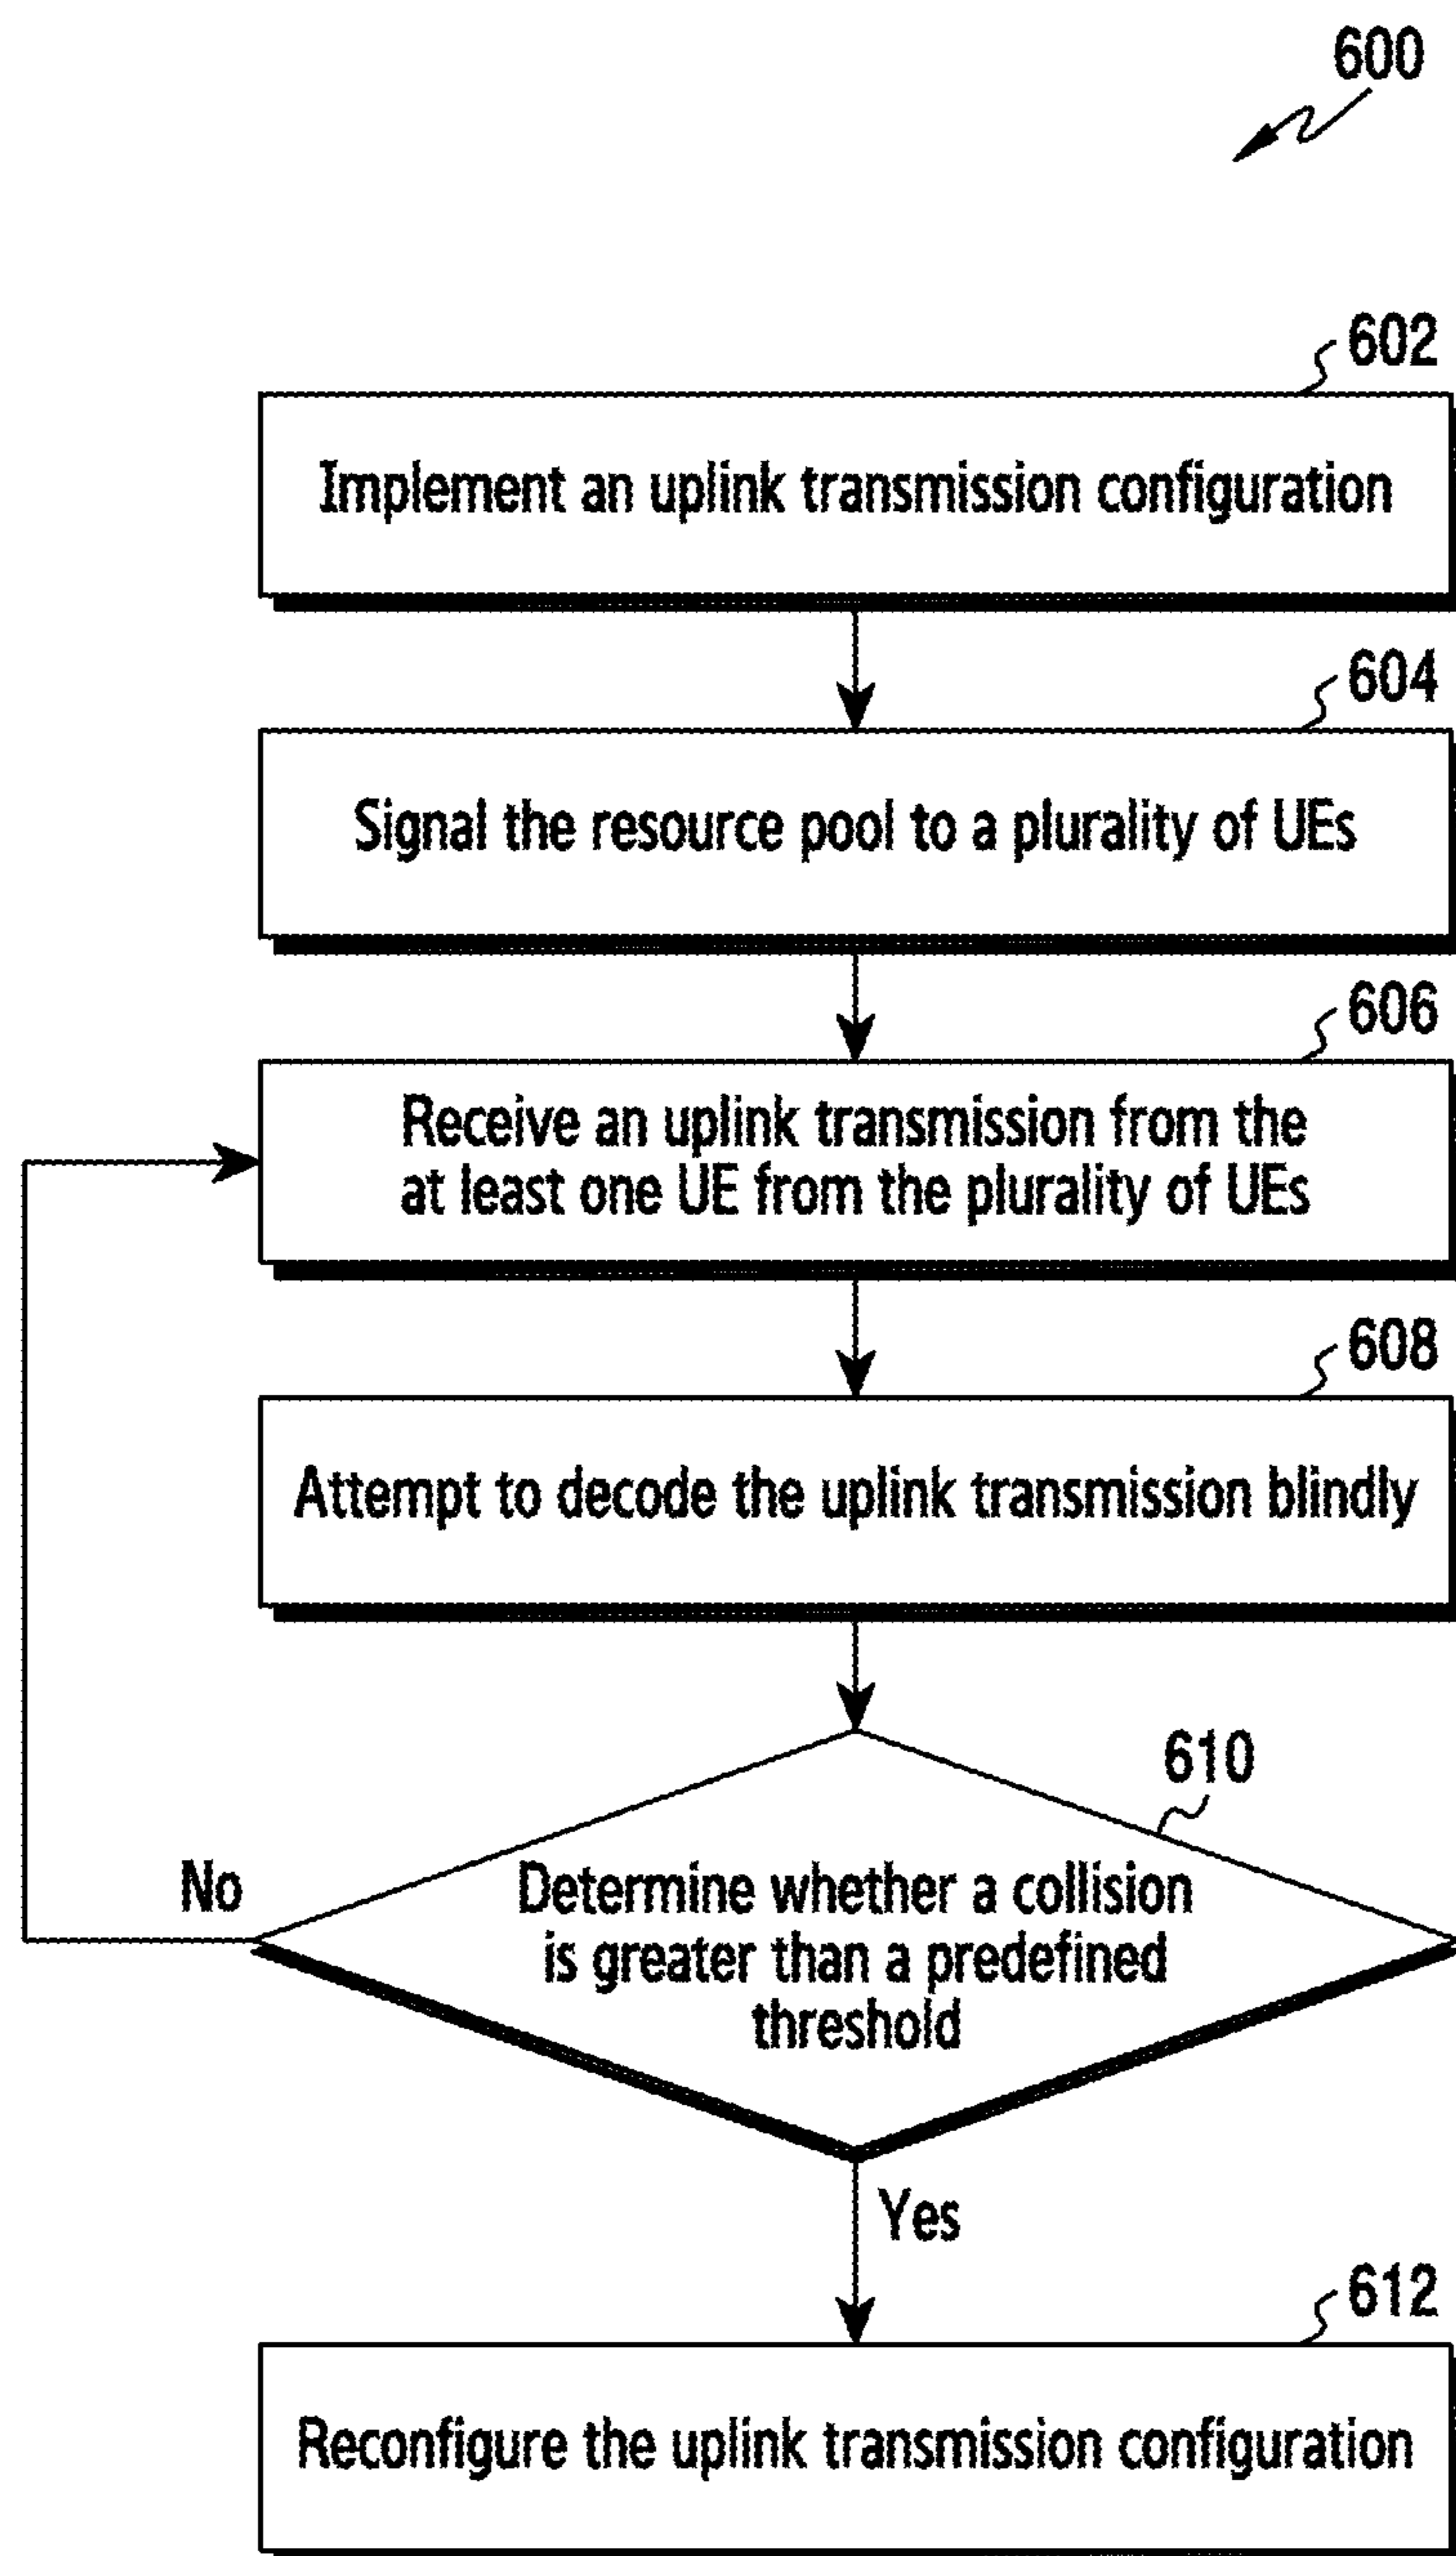 600
602
Implement an uplink transmission configuration
604
Signal the resource pool to a plurality of UEs
606
Receive an uplink transmission from the
at least one UE from the plurality of UEs
608
Attempt to decode the uplink transmission blindly
610
No
Determine whether a collision
is greater than a predefined
threshold
Yes
612
Reconfigure the uplink transmission configuration